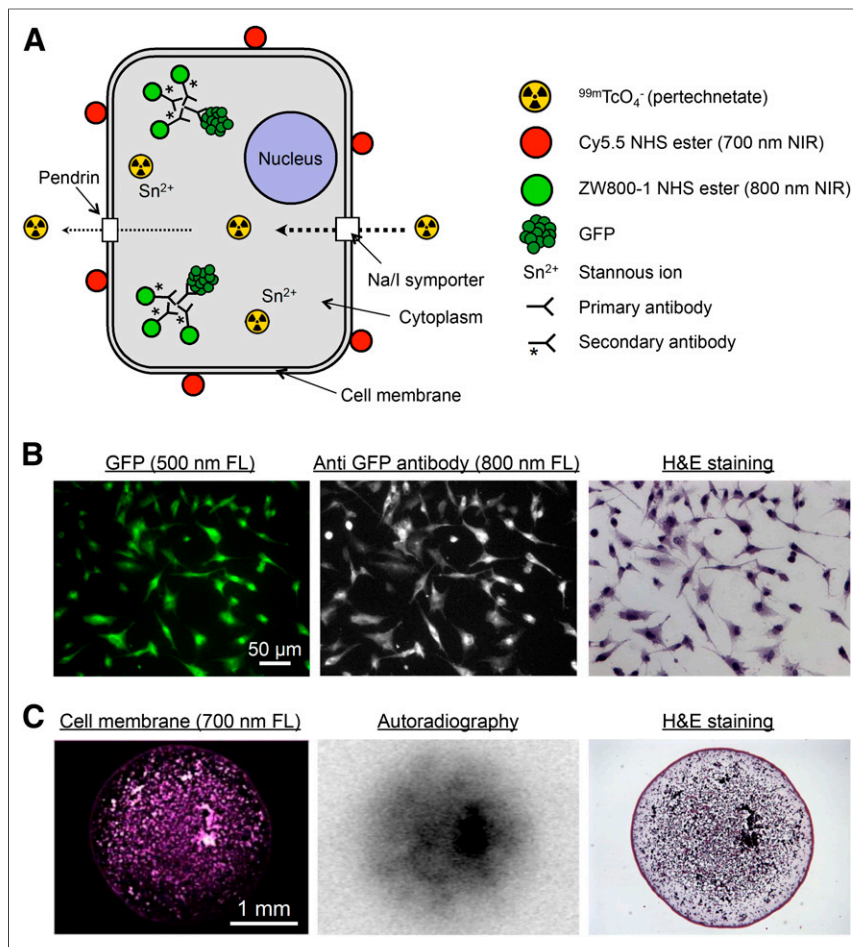 A
Nucleus
Sn²⁺
Pendrin
Na/I symporter
Sn²⁺
Cytoplasm
Cell membrane
⁹⁹ᵐTcO₄⁻ (pertechnetate)
Cy5.5 NHS ester (700 nm NIR)
ZW800-1 NHS ester (800 nm NIR)
GFP
Sn²⁺ Stannous ion
Primary antibody
* Secondary antibody
B
GFP (500 nm FL) Anti GFP antibody (800 nm FL) H&E staining
50 µm
C
Cell membrane (700 nm FL) Autoradiography H&E staining
1 mm